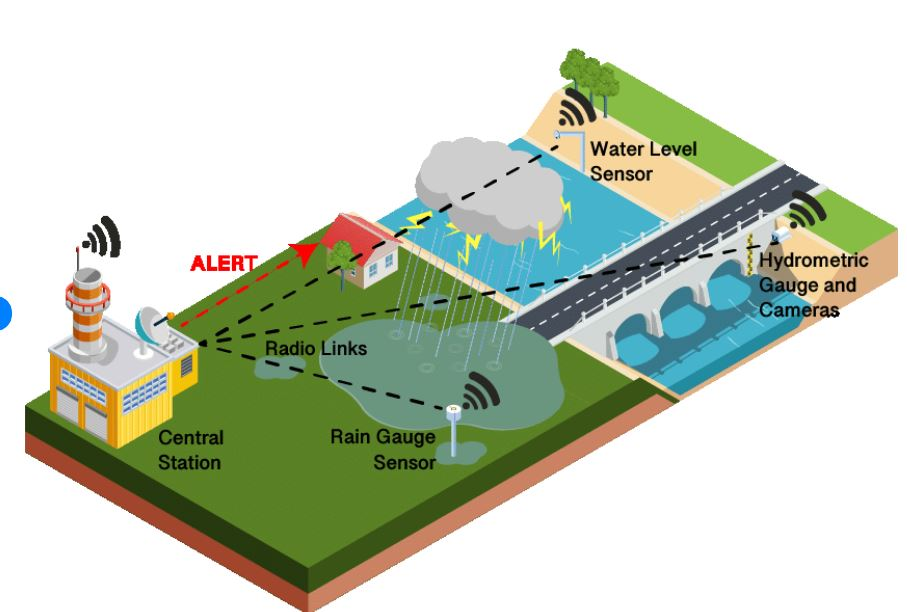 Water Level
Sensor
ALERT
Hydrometric
Gauge and
Cameras
Radio Links
Central
Station
Rain Gauge
Sensor